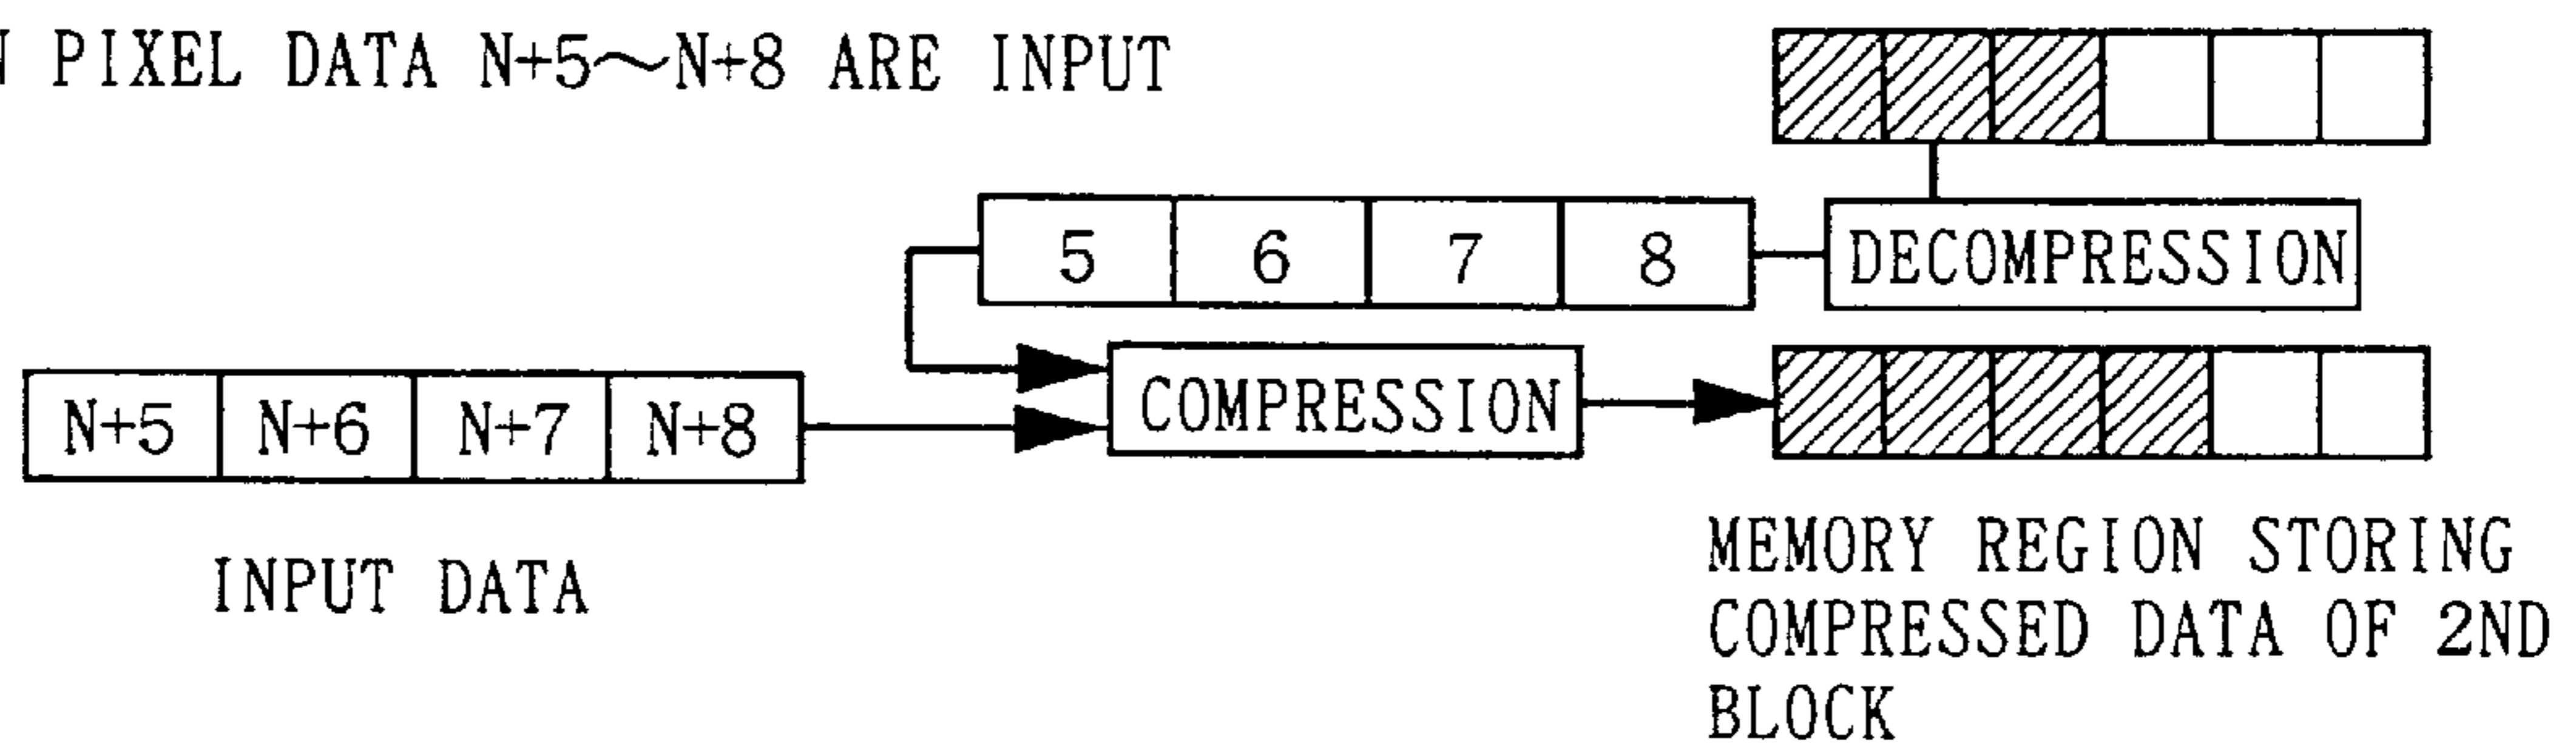 PIXEL DATA N+5～N+8 ARE INPUT
5 6 7 8
DECOMPRESSION
N+5 N+6 N+7 N+8
COMPRESSION
INPUT DATA
MEMORY REGION STORING
COMPRESSED DATA OF 2ND
BLOCK